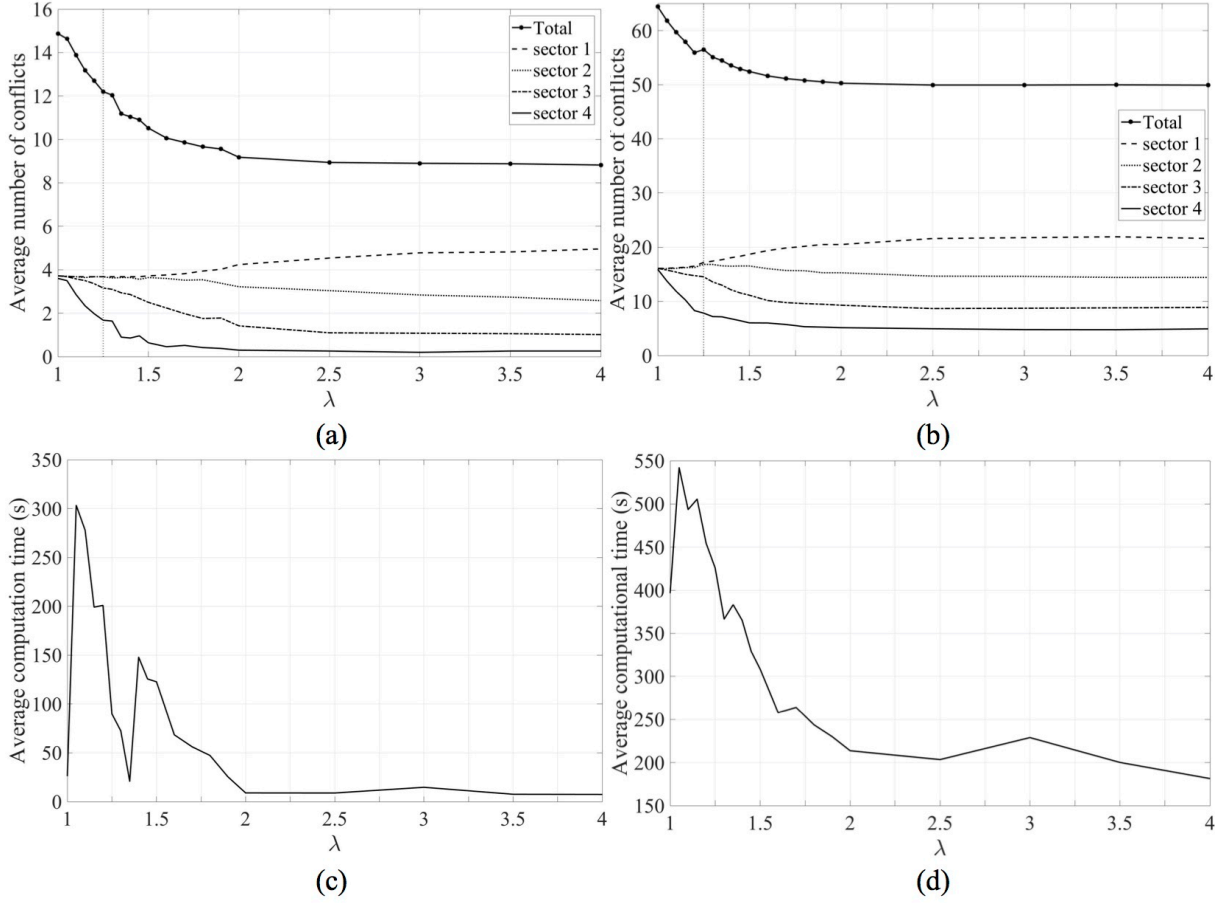 16
14
12
10
8
6
4
2
0
Average number of conflicts
Total
sector 1
sector 2
sector 3
sector 4
1
1.5
2
2.5
3
3.5
4
λ
(a)
60
50
40
30
20
10
0
Average number of conflicts
Total
sector 1
sector 2
sector 3
sector 4
1
1.5
2
2.5
3
3.5
4
λ
(b)
350
300
250
200
150
100
50
0
Average computation time (s)
1
1.5
2
2.5
3
3.5
4
λ
(c)
550
500
450
400
350
300
250
200
150
Average computational time (s)
1
1.5
2
2.5
3
3.5
4
λ
(d)